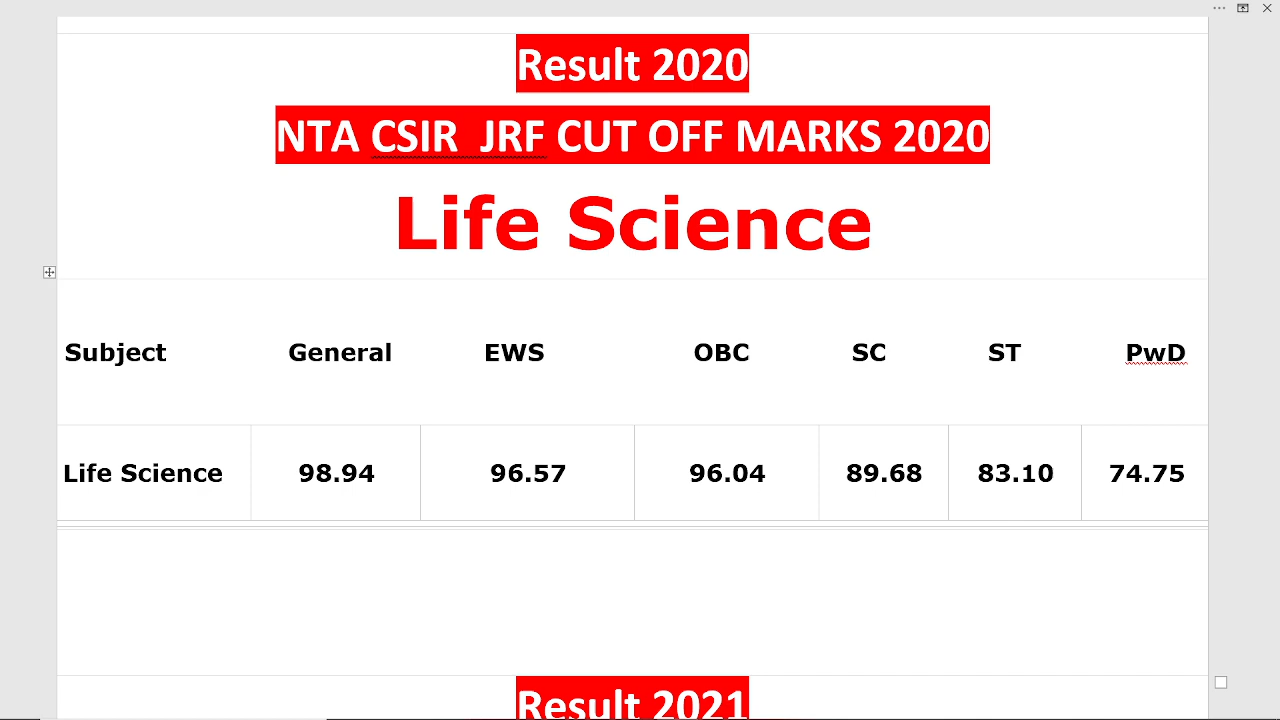 Result 2020
NTA CSIR  JRF CUT OFF MARKS 2020
Life Science
Subject General EWS OBC SC ST PwD
Life Science 98.94 96.57 96.04 89.68 83.10 74.75
Result 2021